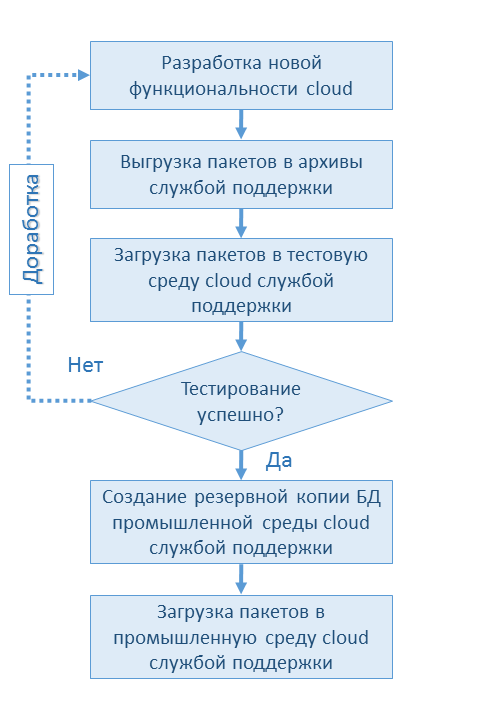 Разработка новой
функциональности cloud
Выгрузка пакетов в архивы
службой поддержки
Доработка
Загрузка пакетов в тестовую
среду cloud службой
поддержки
Нет
Тестирование
успешно?
Да
Создание резервной копии БД
промышленной среды cloud
службой поддержки
Загрузка пакетов в
промышленную среду cloud
службой поддержки